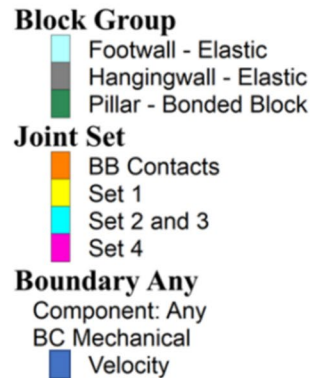 Block Group
Footwall - Elastic
Hangingwall - Elastic
Pillar - Bonded Block
Joint Set
BB Contacts
Set 1
Set 2 and 3
Set 4
Boundary Any
Component: Any
BC Mechanical
Velocity